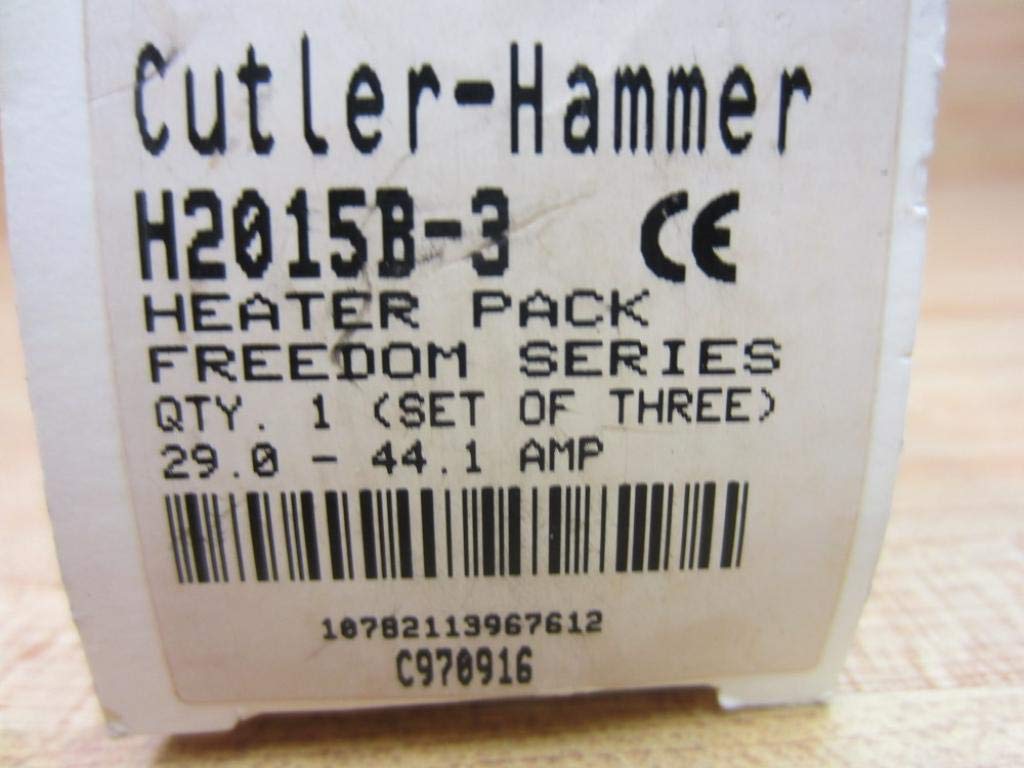 Cutler-Hammer
H2015B-3 CE
HEATER PACK
FREEDOM SERIES
QTY. 1 (SET OF THREE)
29.0 - 44.1 AMP
10782113967612
C970916